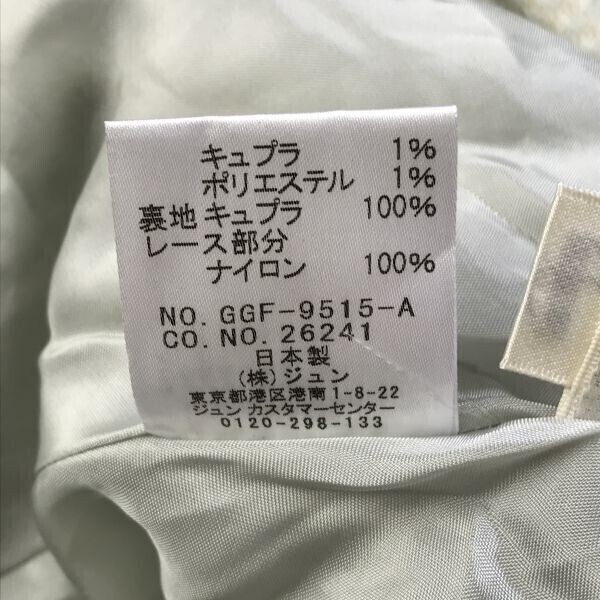 キュプラ 1%
ポリエステル 1%
裏地 キュプラ 100%
レース部分
ナイロン 100%
NO. GGF-9515-A
CO. NO. 26241
日本製
(株)ジュン
東京都港区港南1-8-22
ジュン カスタマーセンター
0120-298-133